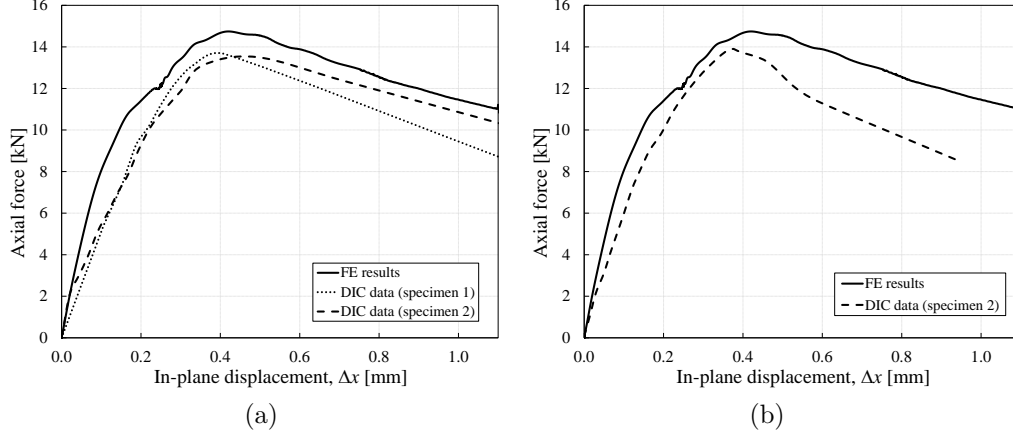 16
14
12
10
8
6
4
2
0
Axial force [kN]
0.0 0.2 0.4 0.6 0.8 1.0
In-plane displacement, Δx [mm]
FE results
DIC data (specimen 1)
DIC data (specimen 2)
(a)
16
14
12
10
8
6
4
2
0
Axial force [kN]
0.0 0.2 0.4 0.6 0.8 1.0
In-plane displacement, Δx [mm]
FE results
DIC data (specimen 2)
(b)